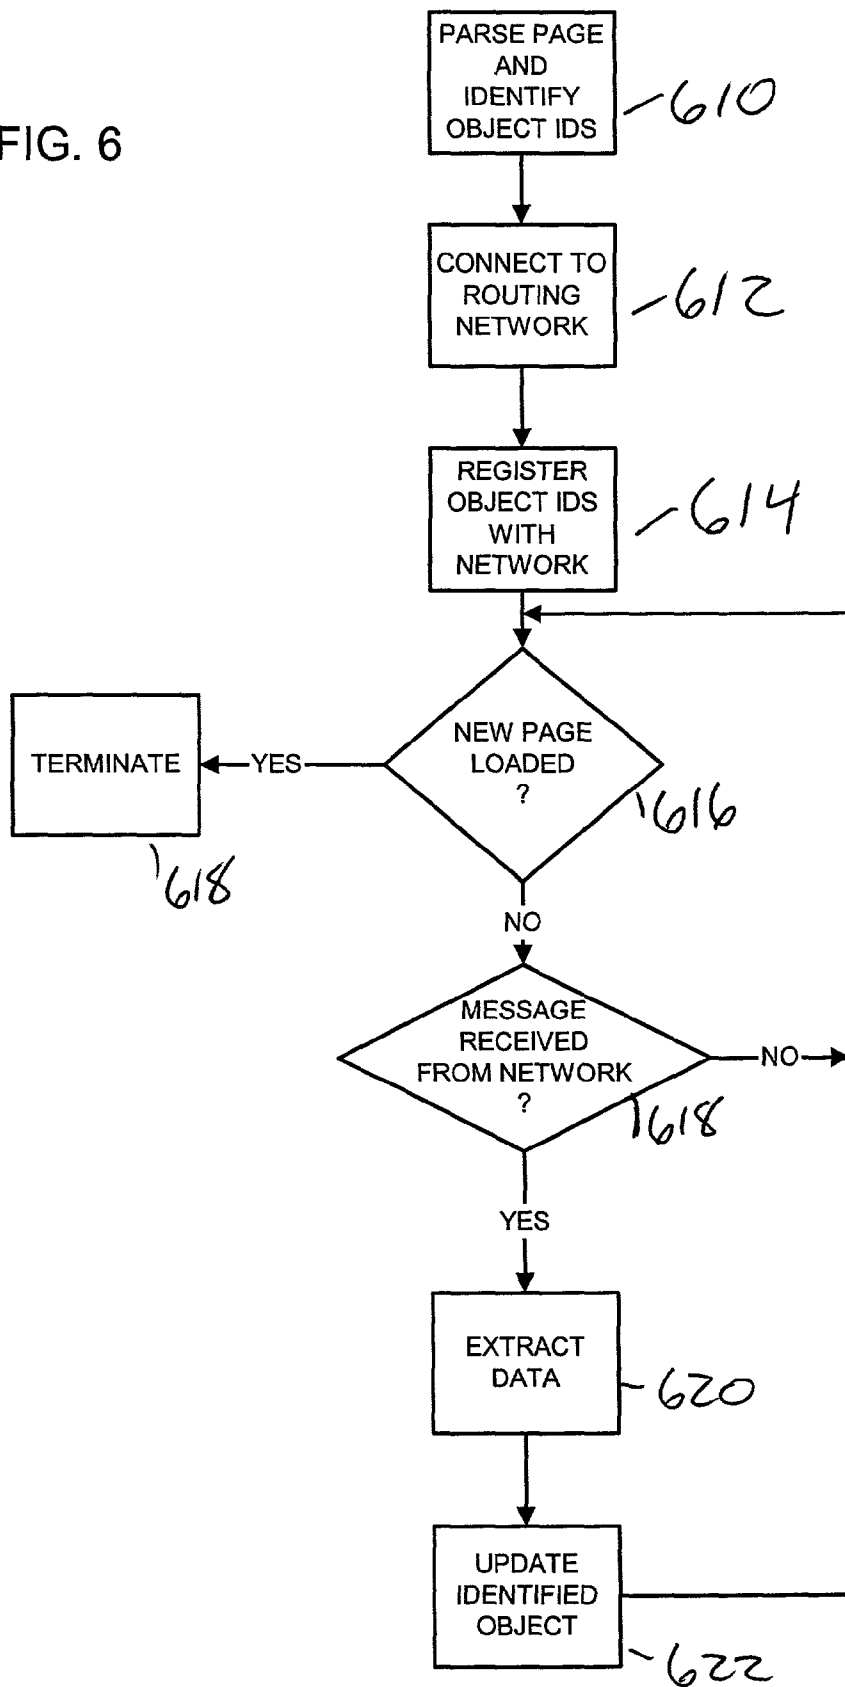 FIG. 6
PARSE PAGE
AND
IDENTIFY
OBJECT IDS
610
CONNECT TO
ROUTING
NETWORK
612
REGISTER
OBJECT IDS
WITH
NETWORK
614
NEW PAGE
LOADED
?
616
YES
TERMINATE
618
NO
MESSAGE
RECEIVED
FROM NETWORK
?
618
NO
YES
EXTRACT
DATA
620
UPDATE
IDENTIFIED
OBJECT
622